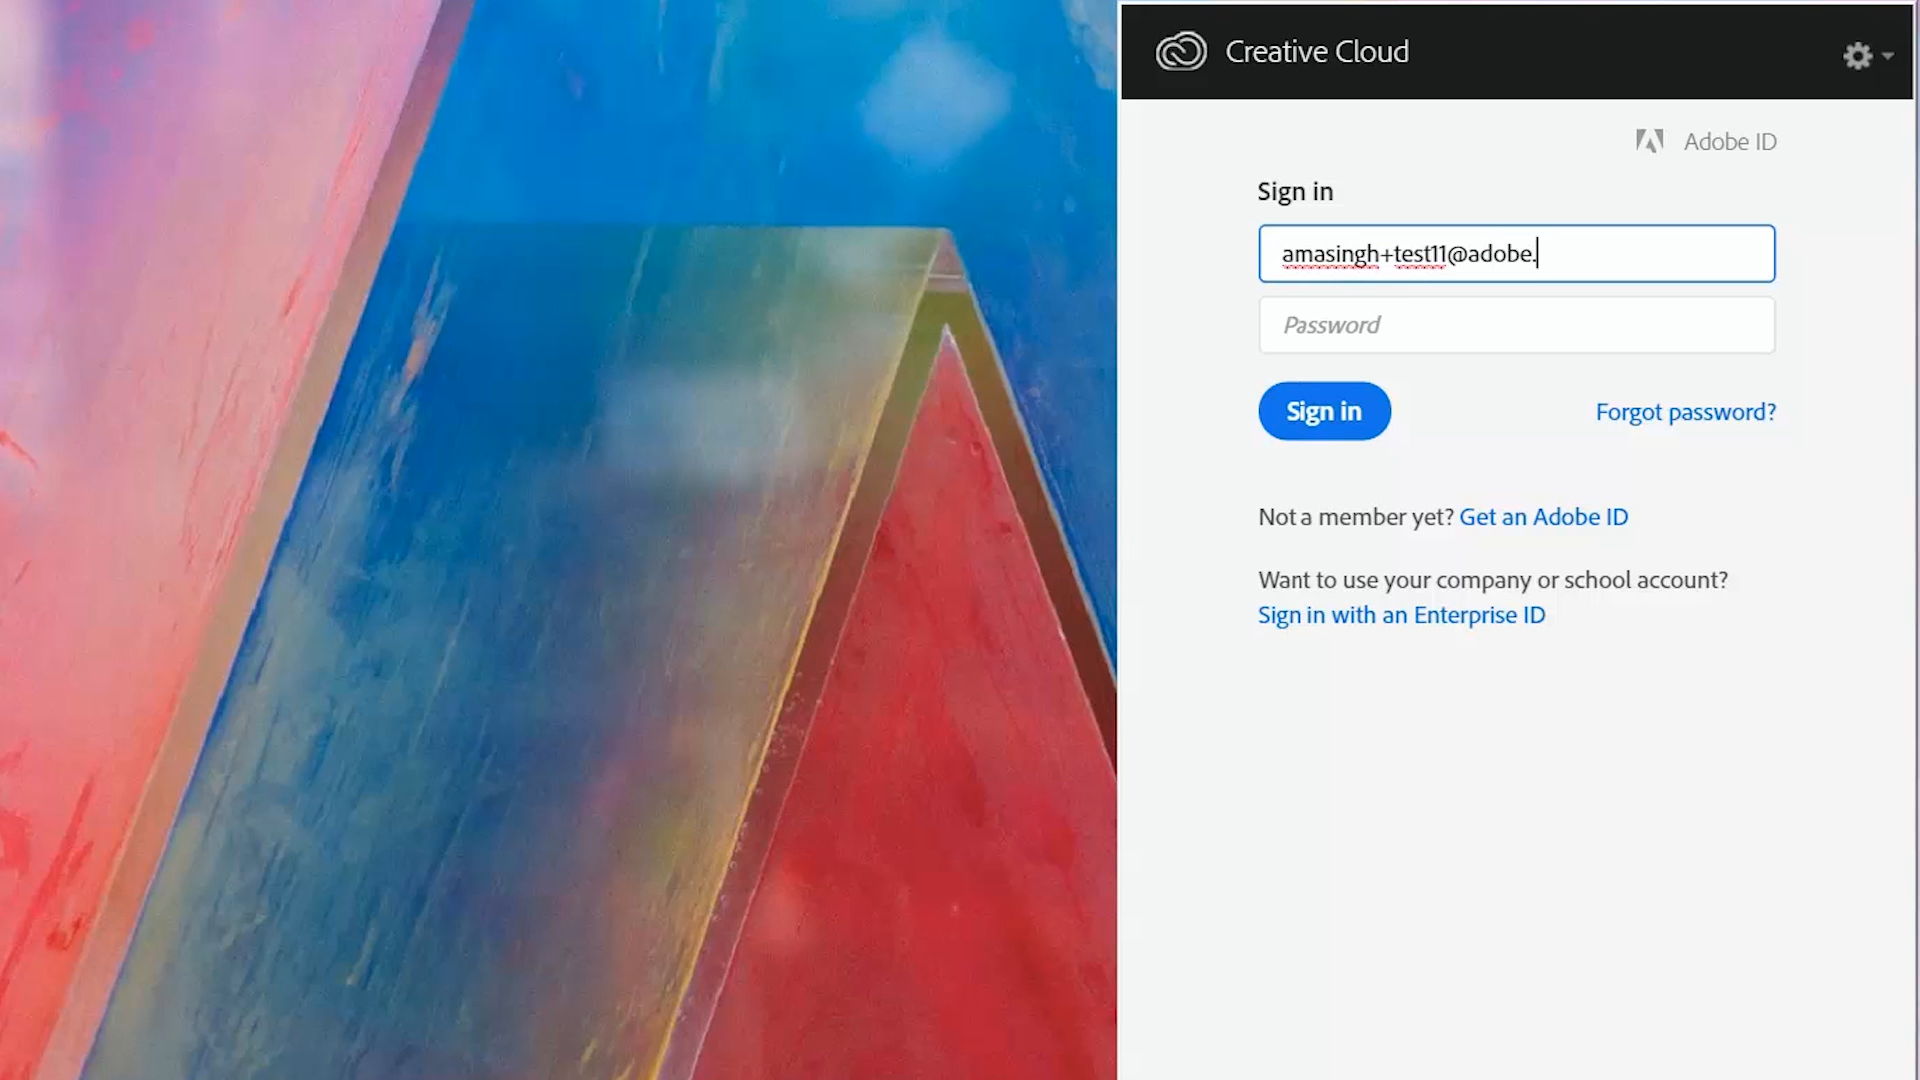 Creative Cloud
Adobe ID
Sign in
amasingh+test11@adobe.
Password
Sign in
Forgot password?
Not a member yet? Get an Adobe ID
Want to use your company or school account?
Sign in with an Enterprise ID